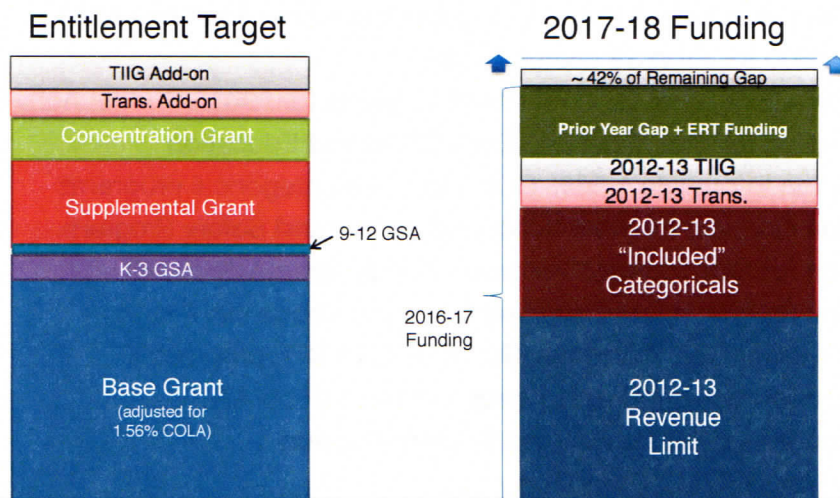 Entitlement Target
TIIG Add-on
Trans. Add-on
Concentration Grant
Supplemental Grant
9-12 GSA
K-3 GSA
Base Grant
(adjusted for
1.56% COLA)
2017-18 Funding
~ 42% of Remaining Gap
Prior Year Gap + ERT Funding
2012-13 TIIG
2012-13 Trans.
2012-13
“Included”
Categoricals
2016-17
Funding
2012-13
Revenue
Limit